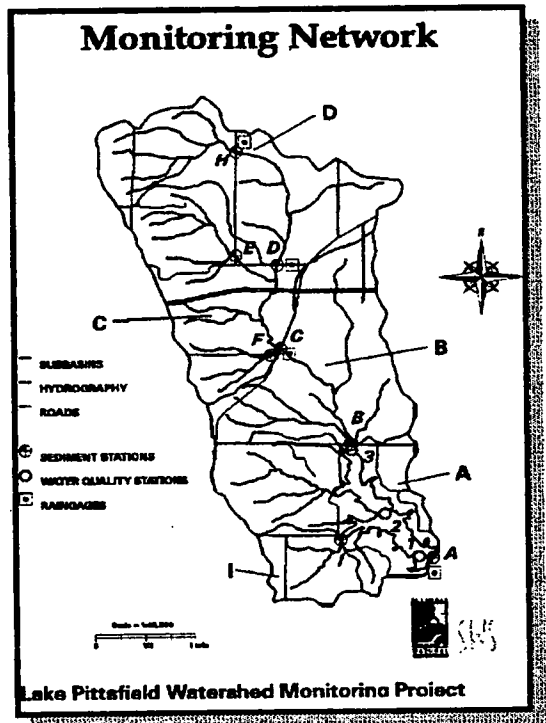 Monitoring Network
D
H
E D
C
F C
B
B
3
A
2
1
A
I
SUBBASINS
HYDROGRAPHY
ROADS
SEDIMENT STATIONS
WATER QUALITY STATIONS
RAINGAGES
Lake Pittsfield Watershed Monitoring Project